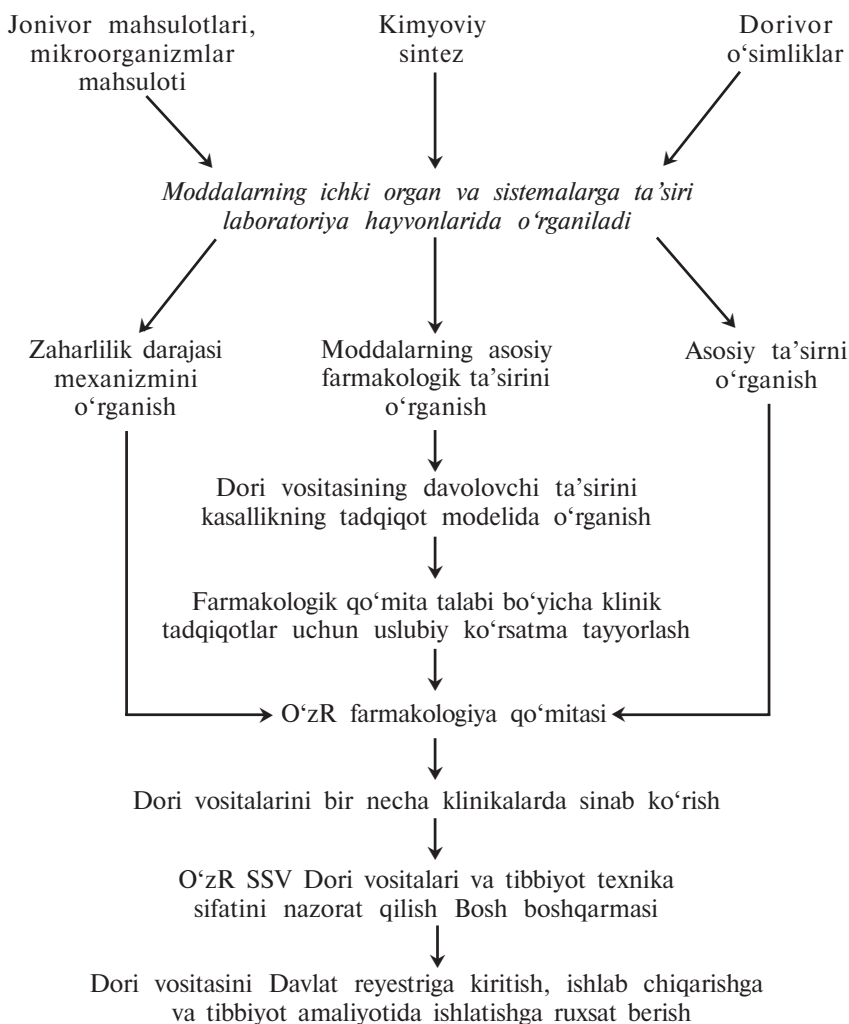 Jonivor mahsulotlari,
mikroorganizmlar
mahsuloti
Kimyoviy
sintez
Dorivor
o‘simliklar
Moddalarning ichki organ va sistemalarga ta’siri
laboratoriya hayvonlarida o‘rganiladi
Zaharlilik darajasi
mexanizmini
o‘rganish
Moddalarning asosiy
farmakologik ta’sirini
o‘rganish
Asosiy ta’sirni
o‘rganish
Dori vositasining davolovchi ta’sirini
kasallikning tadqiqot modelida o‘rganish
Farmakologik qo‘mita talabi bo‘yicha klinik
tadqiqotlar uchun uslubiy ko‘rsatma tayyorlash
O‘zR farmakologiya qo‘mitasi
Dori vositalarini bir necha klinikalarda sinab ko‘rish
O‘zR SSV Dori vositalari va tibbiyot texnika
sifatini nazorat qilish Bosh boshqarmasi
Dori vositasini Davlat reyestriga kiritish, ishlab chiqarishga
va tibbiyot amaliyotida ishlatishga ruxsat berish